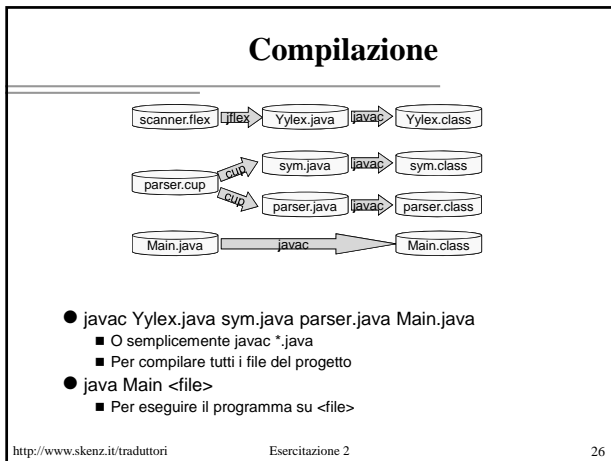 Compilazione
scanner.flex jflex Yylex.java javac Yylex.class
cup sym.java javac sym.class
parser.cup
cup parser.java javac parser.class
Main.java javac Main.class
● javac Yylex.java sym.java parser.java Main.java
■ O semplicemente javac *.java
■ Per compilare tutti i file del progetto
● java Main <file>
■ Per eseguire il programma su <file>
http://www.skenz.it/traduttori Esercitazione 2 26